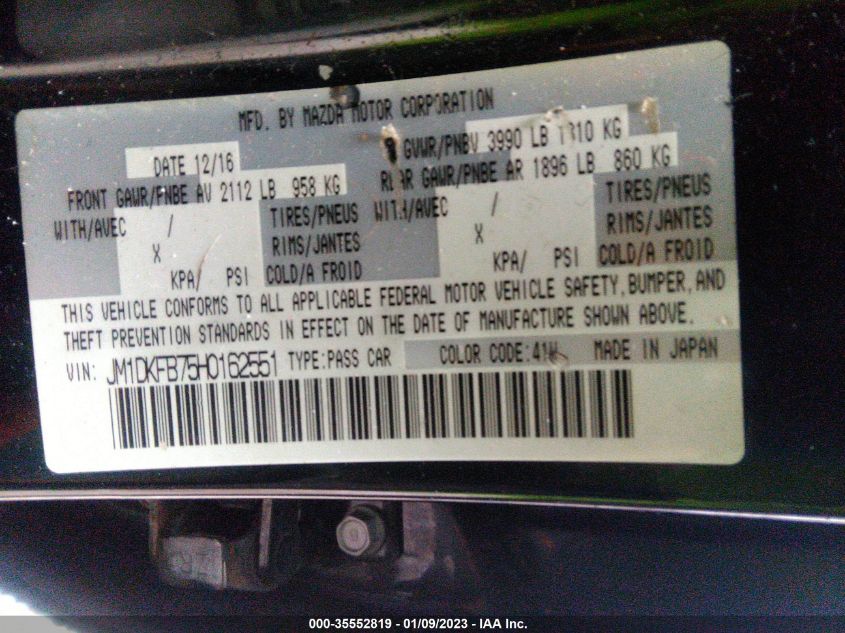 MFD. BY MAZDA MOTOR CORPORATION
DATE 12/16 GVWR/PNBV 3990 LB 1810 KG
FRONT GAWR/PNBE AV 2112 LB 958 KG REAR GAWR/PNBE AR 1896 LB 860 KG
WITH/AVEC / TIRES/PNEUS WITH/AVEC / TIRES/PNEUS
X RIMS/JANTES X RIMS/JANTES
KPA/ PSI COLD/A FROID KPA/ PSI COLD/A FROID
THIS VEHICLE CONFORMS TO ALL APPLICABLE FEDERAL MOTOR VEHICLE SAFETY, BUMPER, AND
THEFT PREVENTION STANDARDS IN EFFECT ON THE DATE OF MANUFACTURE SHOWN ABOVE.
VIN: JM1DKFB75H0162551 TYPE:PASS CAR COLOR CODE:41W MADE IN JAPAN
000-35552819 - 01/09/2023 - IAA Inc.